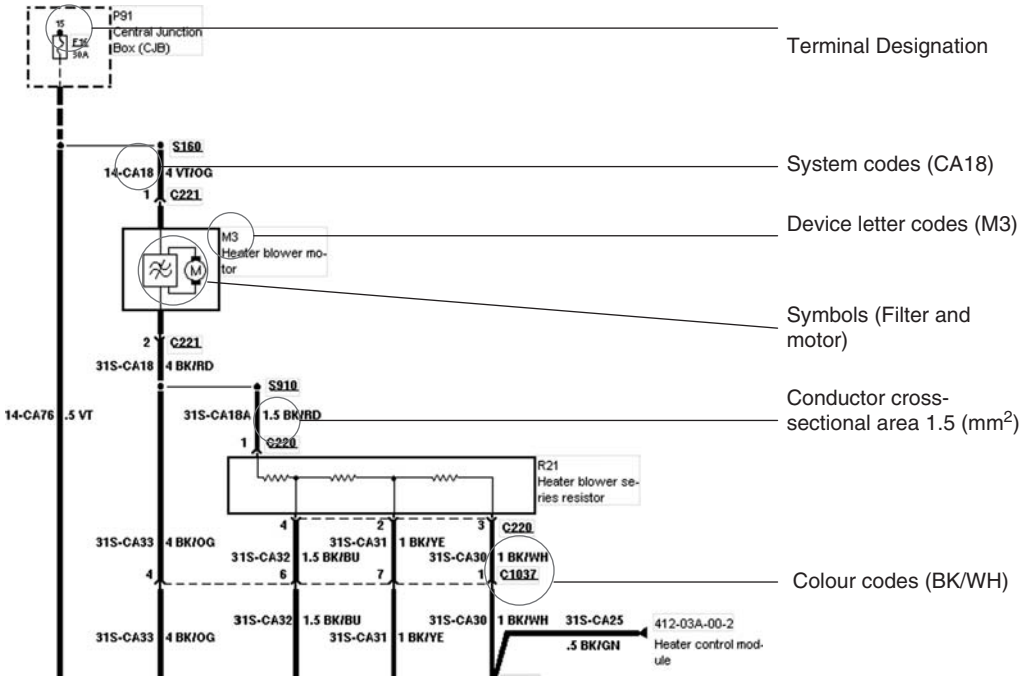 P91
Central Junction
Box (CJB)
15
F36
50A
Terminal Designation
S160
14-CA18 4 VT/OG
System codes (CA18)
1 C221
M3
Heater blower mo-
tor
Device letter codes (M3)
M
Symbols (Filter and
motor)
2 C221
31S-CA18 4 BK/RD
S910
14-CA76 .5 VT
31S-CA18A 1.5 BK/RD
Conductor cross-
sectional area 1.5 (mm²)
1 C220
R21
Heater blower se-
ries resistor
4 2 3 C220
31S-CA33 4 BK/OG
31S-CA31 1 BK/YE
31S-CA32 1.5 BK/BU
31S-CA30 1 BK/WH
4 6 7 1 C1037
Colour codes (BK/WH)
31S-CA32 1.5 BK/BU
31S-CA30 1 BK/WH
31S-CA25
412-03A-00-2
31S-CA33 4 BK/OG
31S-CA31 1 BK/YE
.5 BK/GN
Heater control mod-
ule